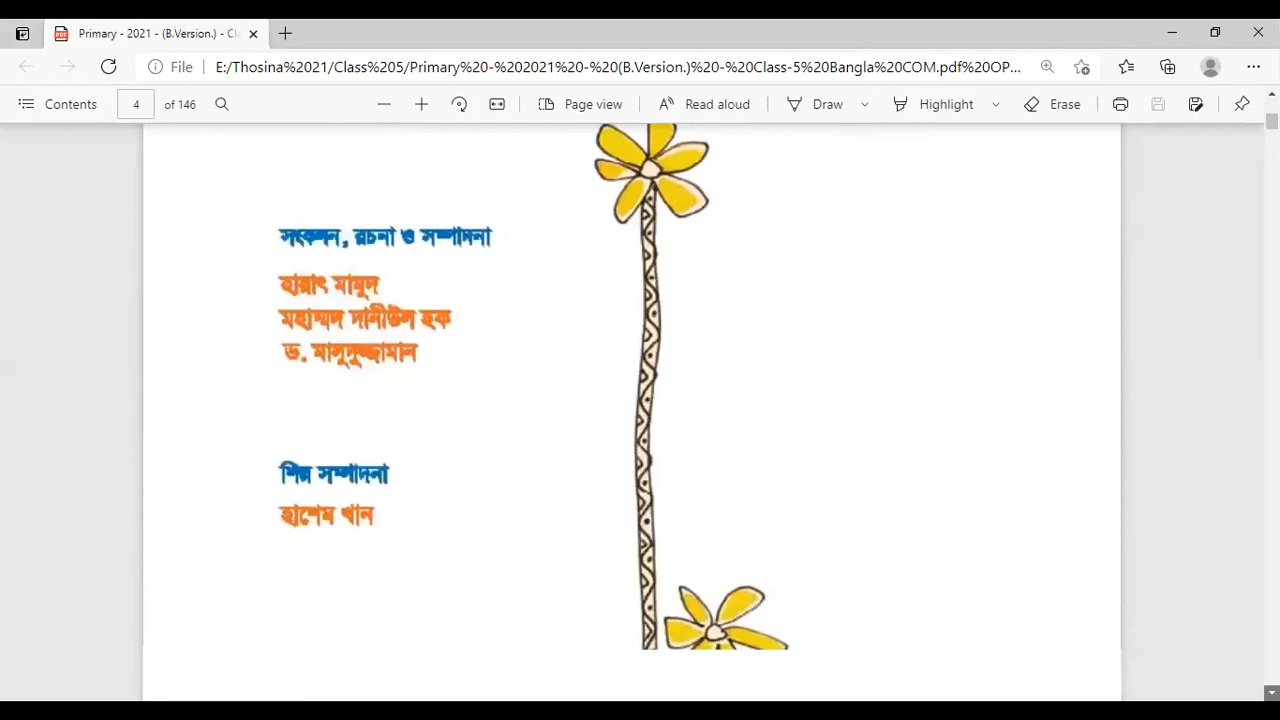 Primary - 2021 - (B.Version.) - Cl
File E:/Thosina%2021/Class%205/Primary%20-%202021%20-%20(B.Version.)%20-%20Class-5%20Bangla%20COM.pdf%20OP...
Contents 4 of 146 Page view Read aloud Draw Highlight Erase
সংকলন, রচনা ও সম্পাদনা
হায়াৎ মামুদ
মহাম্মদ দানীউল হক
ড. মাসুদুজ্জামান
শিল্প সম্পাদনা
হাশেম খান